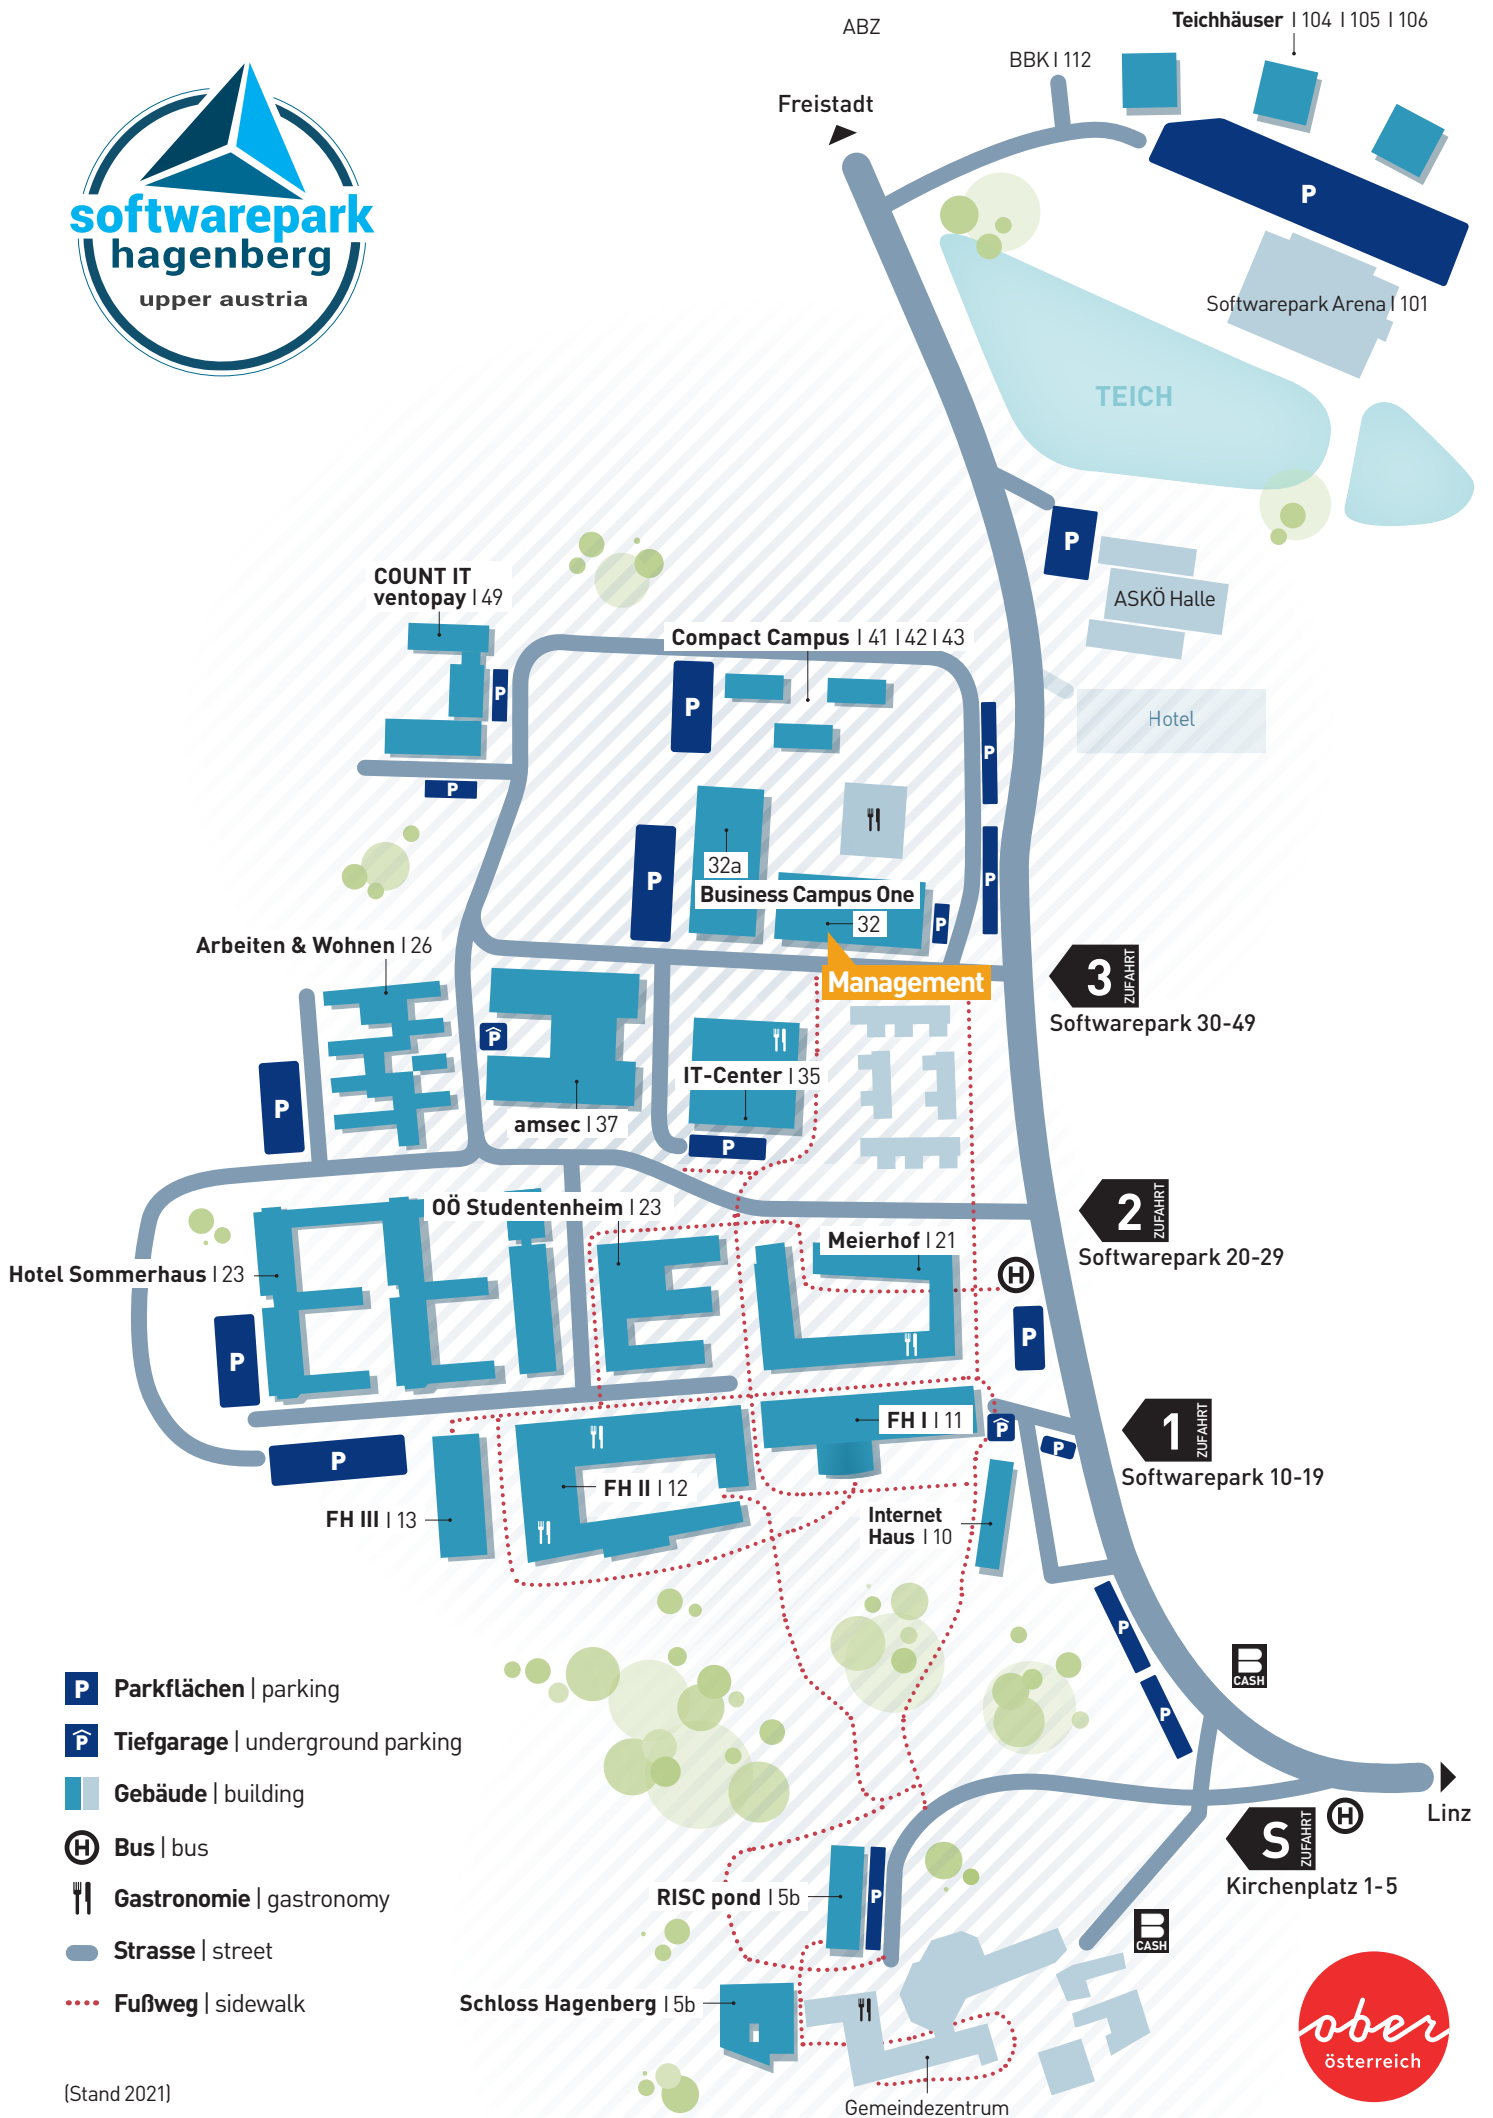 ABZ
Teichhäuser | 104 | 105 | 106
BBK | 112
Freistadt
softwarepark
hagenberg
upper austria
P
Softwarepark Arena | 101
TEICH
P
ASKÖ Halle
COUNT IT
ventopay | 49
Compact Campus | 41 | 42 | 43
P
P
Hotel
P
P
P
32a
P
P
Business Campus One
32
P
Arbeiten & Wohnen | 26
Management
3 ZUFAHRT
Softwarepark 30-49
P
IT-Center | 35
P
amsec | 37
P
2 ZUFAHRT
OÖ Studentenheim | 23
Meierhof | 21
Softwarepark 20-29
Hotel Sommerhaus | 23
H
P
P
1 ZUFAHRT
FH I | 11
P
P
P
Softwarepark 10-19
FH II | 12
FH III | 13
Internet
Haus | 10
P
B
CASH
P
P Parkflächen | parking
P Tiefgarage | underground parking
Gebäude | building
H Bus | bus
Gastronomie | gastronomy
Strasse | street
Fußweg | sidewalk
Linz
H
S ZUFAHRT
Kirchenplatz 1-5
RISC pond | 5b
P
B
CASH
Schloss Hagenberg | 5b
ober
österreich
(Stand 2021)
Gemeindezentrum